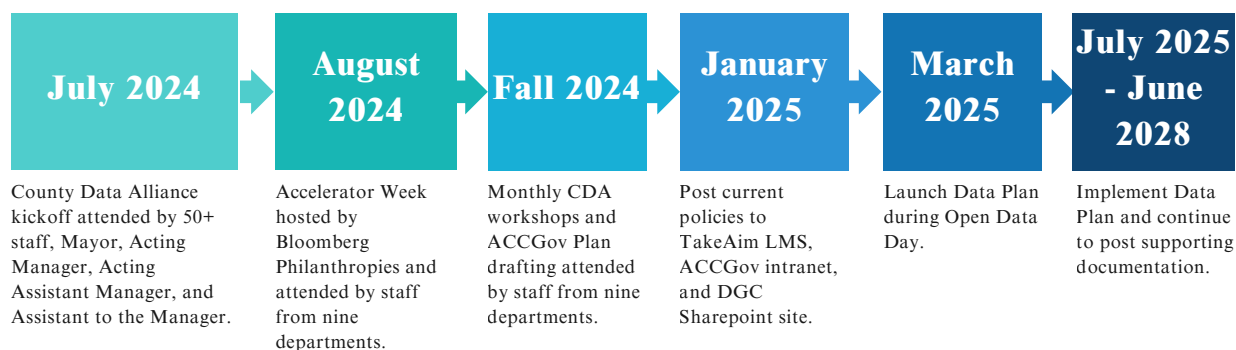 July 2024
County Data Alliance
kickoff attended by 50+
staff, Mayor, Acting
Manager, Acting
Assistant Manager, and
Assistant to the Manager.
August
2024
Accelerator Week
hosted by
Bloomberg
Philanthropies and
attended by staff
from nine
departments.
Fall 2024
Monthly CDA
workshops and
ACCGov Plan
drafting attended
by staff from nine
departments.
January
2025
Post current
policies to
TakeAim LMS,
ACCGov intranet,
and DGC
Sharepoint site.
March
2025
Launch Data Plan
during Open Data
Day.
July 2025
- June
2028
Implement Data
Plan and continue
to post supporting
documentation.